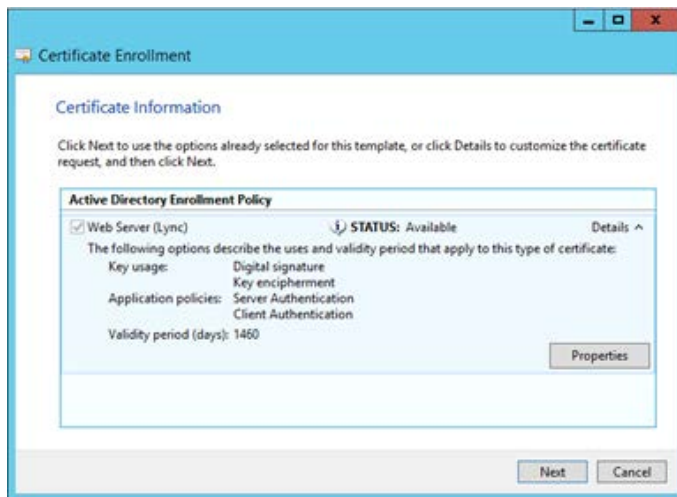 Certificate Enrollment
Certificate Information
Click Next to use the options already selected for this template, or click Details to customize the certificate
request, and then click Next.
Active Directory Enrollment Policy
Web Server (Lync) STATUS: Available Details
The following options describe the uses and validity period that apply to this type of certificate:
Key usage: Digital signature
Key encipherment
Application policies: Server Authentication
Client Authentication
Validity period (days): 1460
Properties
Next Cancel